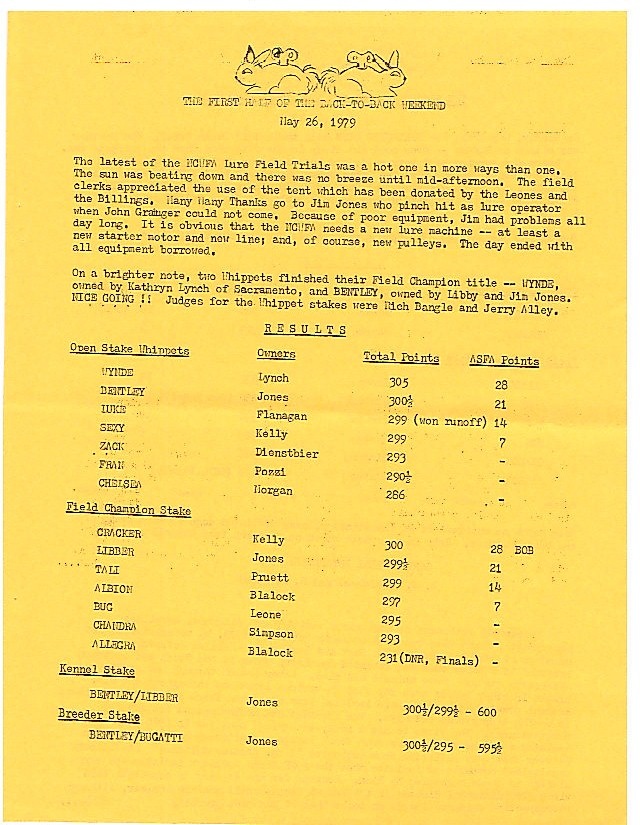 THE FIRST HALF OF THE BACK-TO-BACK WEEKEND
May 26, 1979
The latest of the NCWFA Lure Field Trials was a hot one in more ways than one.
The sun was beating down and there was no breeze until mid-afternoon. The field
clerks appreciated the use of the tent which has been donated by the Leones and
the Billings. Many Many Thanks go to Jim Jones who pinch hit as lure operator
when John Grainger could not come. Because of poor equipment, Jim had problems all
day long. It is obvious that the NCWFA needs a new lure machine -- at least a
new starter motor and new line; and, of course, new pulleys. The day ended with
all equipment borrowed.
On a brighter note, two Whippets finished their Field Champion title -- WYNDE,
owned by Kathryn Lynch of Sacramento, and BENTLEY, owned by Libby and Jim Jones.
NICE GOING !! Judges for the Whippet stakes were Rich Bangle and Jerry Alley.
RESULTS
Open Stake Whippets Owners Total Points ASFA Points
WYNDE Lynch 305 28
BENTLEY Jones 300½ 21
LUKE Flanagan 299 (won runoff) 14
SEXY Kelly 299 7
ZACK Dienstbier 293 -
FRAN Pozzi 290½ -
CHELSEA Morgan 286 -
Field Champion Stake
CRACKER Kelly 300 28 BOB
LIBBER Jones 299½ 21
TALI Pruett 299 14
ALBION Blalock 297 7
BUG Leone 295 -
CHANDRA Simpson 293 -
ALLEGRA Blalock 231(DNR, Finals) -
Kennel Stake
BENTLEY/LIBBER Jones 300½/299½ - 600
Breeder Stake
BENTLEY/BUGATTI Jones 300½/295 - 595½